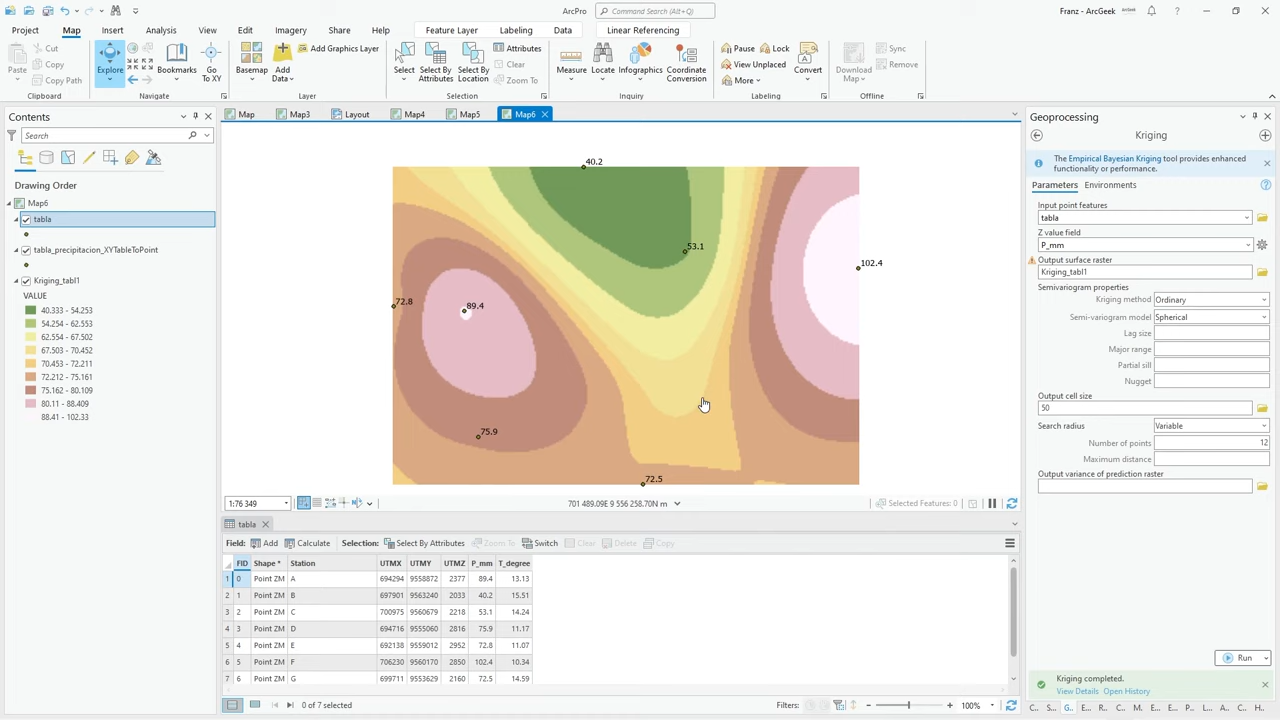 ArcPro
Command Search (Alt+Q)
Franz - ArcGeek
Project Map Insert Analysis View Edit Imagery Share Help Feature Layer Labeling Data Linear Referencing
Paste
Cut
Copy
Copy Path
Clipboard
Explore
Bookmarks
Go To XY
Navigate
Basemap
Add Data
Add Graphics Layer
Layer
Select
Select By Attributes
Select By Location
Attributes
Clear
Zoom To
Selection
Measure
Locate
Infographics
Coordinate Conversion
Inquiry
Pause
Lock
View Unplaced
More
Convert
Labeling
Download Map
Sync
Remove
Offline
Contents
Search
Drawing Order
Map6
tabla
tabla_precipitacion_XYTableToPoint
Kriging_tabl1
VALUE
40.333 - 54.253
54.254 - 62.553
62.554 - 67.502
67.503 - 70.452
70.453 - 72.211
72.212 - 75.161
75.162 - 80.109
80.11 - 88.409
88.41 - 102.33
Map Map3 Layout Map4 Map5 Map6
40.2
53.1
102.4
72.8
89.4
75.9
72.5
1:76 349
701 489.09E 9 556 258.70N m
Selected Features: 0
tabla
Field: Add Calculate Selection: Select By Attributes Zoom To Switch Clear Delete Copy
FID Shape * Station UTMX UTMY UTMZ P_mm T_degree
1 0 Point ZM A 694294 9558872 2377 89.4 13.13
2 1 Point ZM B 697901 9563240 2033 40.2 15.51
3 2 Point ZM C 700975 9560679 2218 53.1 14.24
4 3 Point ZM D 694716 9555060 2816 75.9 11.17
5 4 Point ZM E 692138 9559012 2952 72.8 11.07
6 5 Point ZM F 706230 9560170 2850 102.4 10.34
7 6 Point ZM G 699711 9553629 2160 72.5 14.59
0 of 7 selected
Filters:
100%
Geoprocessing
Kriging
The Empirical Bayesian Kriging tool provides enhanced
functionality or performance.
Parameters Environments
Input point features
tabla
Z value field
P_mm
Output surface raster
Kriging_tabl1
Semivariogram properties
Kriging method Ordinary
Semi-variogram model Spherical
Lag size
Major range
Partial sill
Nugget
Output cell size
50
Search radius Variable
Number of points 12
Maximum distance
Output variance of prediction raster
Run
Kriging completed.
View Details Open History
C... S... G... E... R... C... M... E... E... P... L... A... C... H...